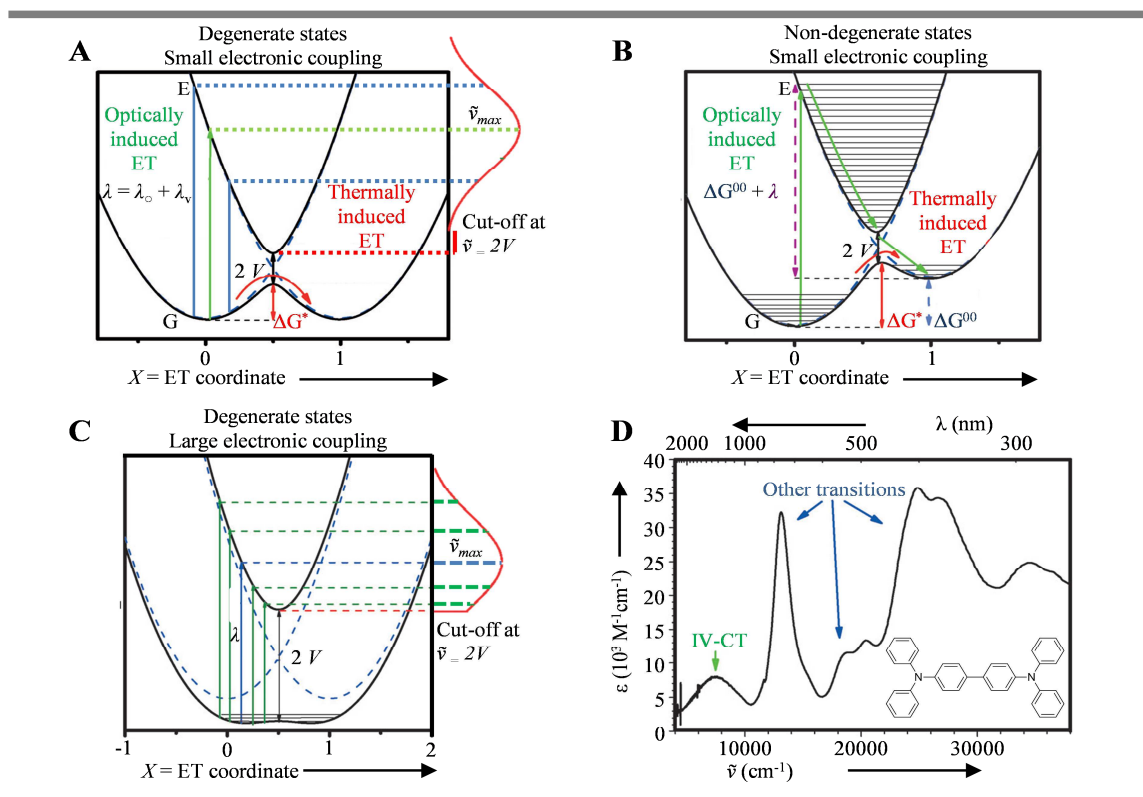 A
Degenerate states
Small electronic coupling
E
Optically
induced
ET
λ = λ○ + λv
ṽmax
Thermally
induced
ET
Cut-off at
ṽ = 2V
2 V
G
ΔG*
0 1
X = ET coordinate
B
Non-degenerate states
Small electronic coupling
E
Optically
induced
ET
ΔG⁰⁰ + λ
Thermally
induced
ET
2 V
G
ΔG*
ΔG⁰⁰
0 1
X = ET coordinate
C
Degenerate states
Large electronic coupling
ṽmax
λ
2 V
Cut-off at
ṽ = 2V
-1 0 1 2
X = ET coordinate
D
λ (nm)
2000 1000 500 300
40
35
30
25
20
15
10
5
0
ε (10² M⁻¹cm⁻¹)
Other transitions
IV-CT
N
N
10000 20000 30000
ṽ (cm⁻¹)